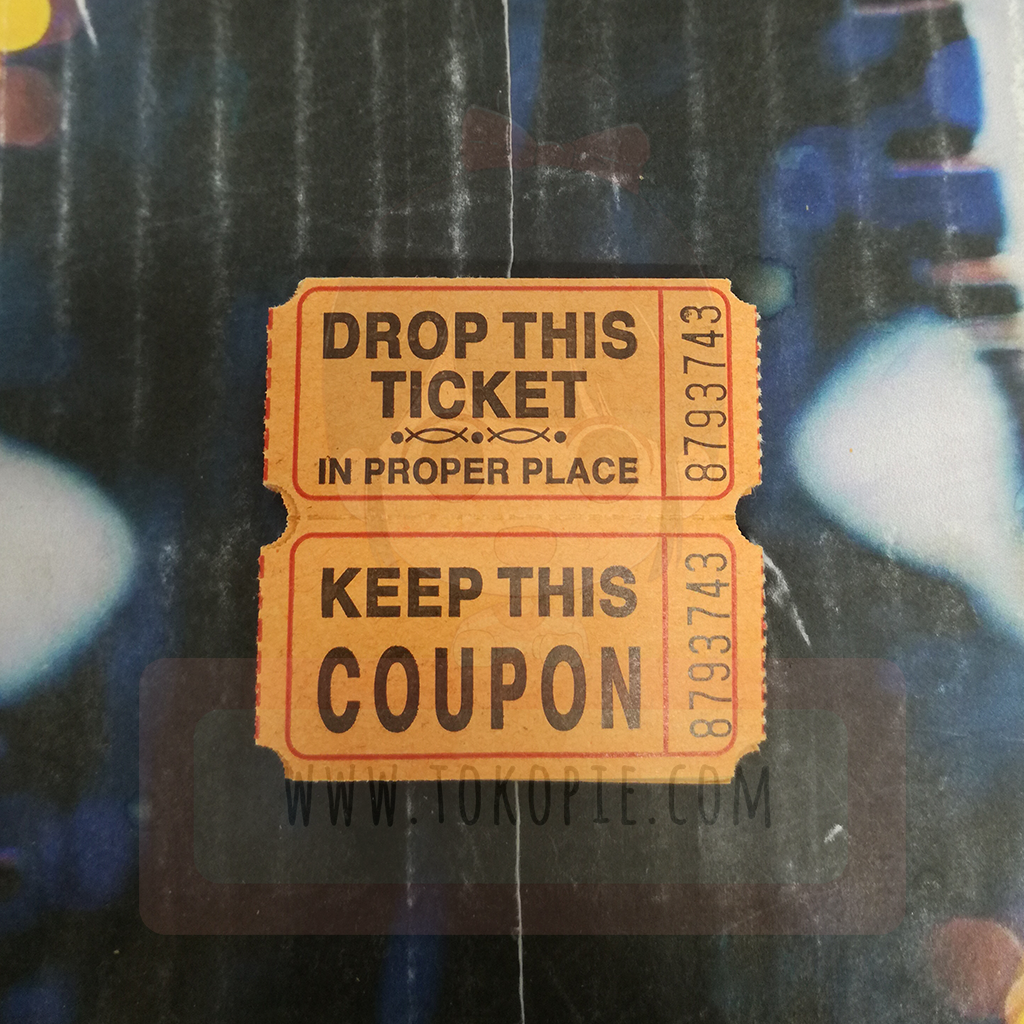 DROP THIS
TICKET
IN PROPER PLACE
8793743
KEEP THIS
COUPON
8793743
WWW.TOKOPIE.COM